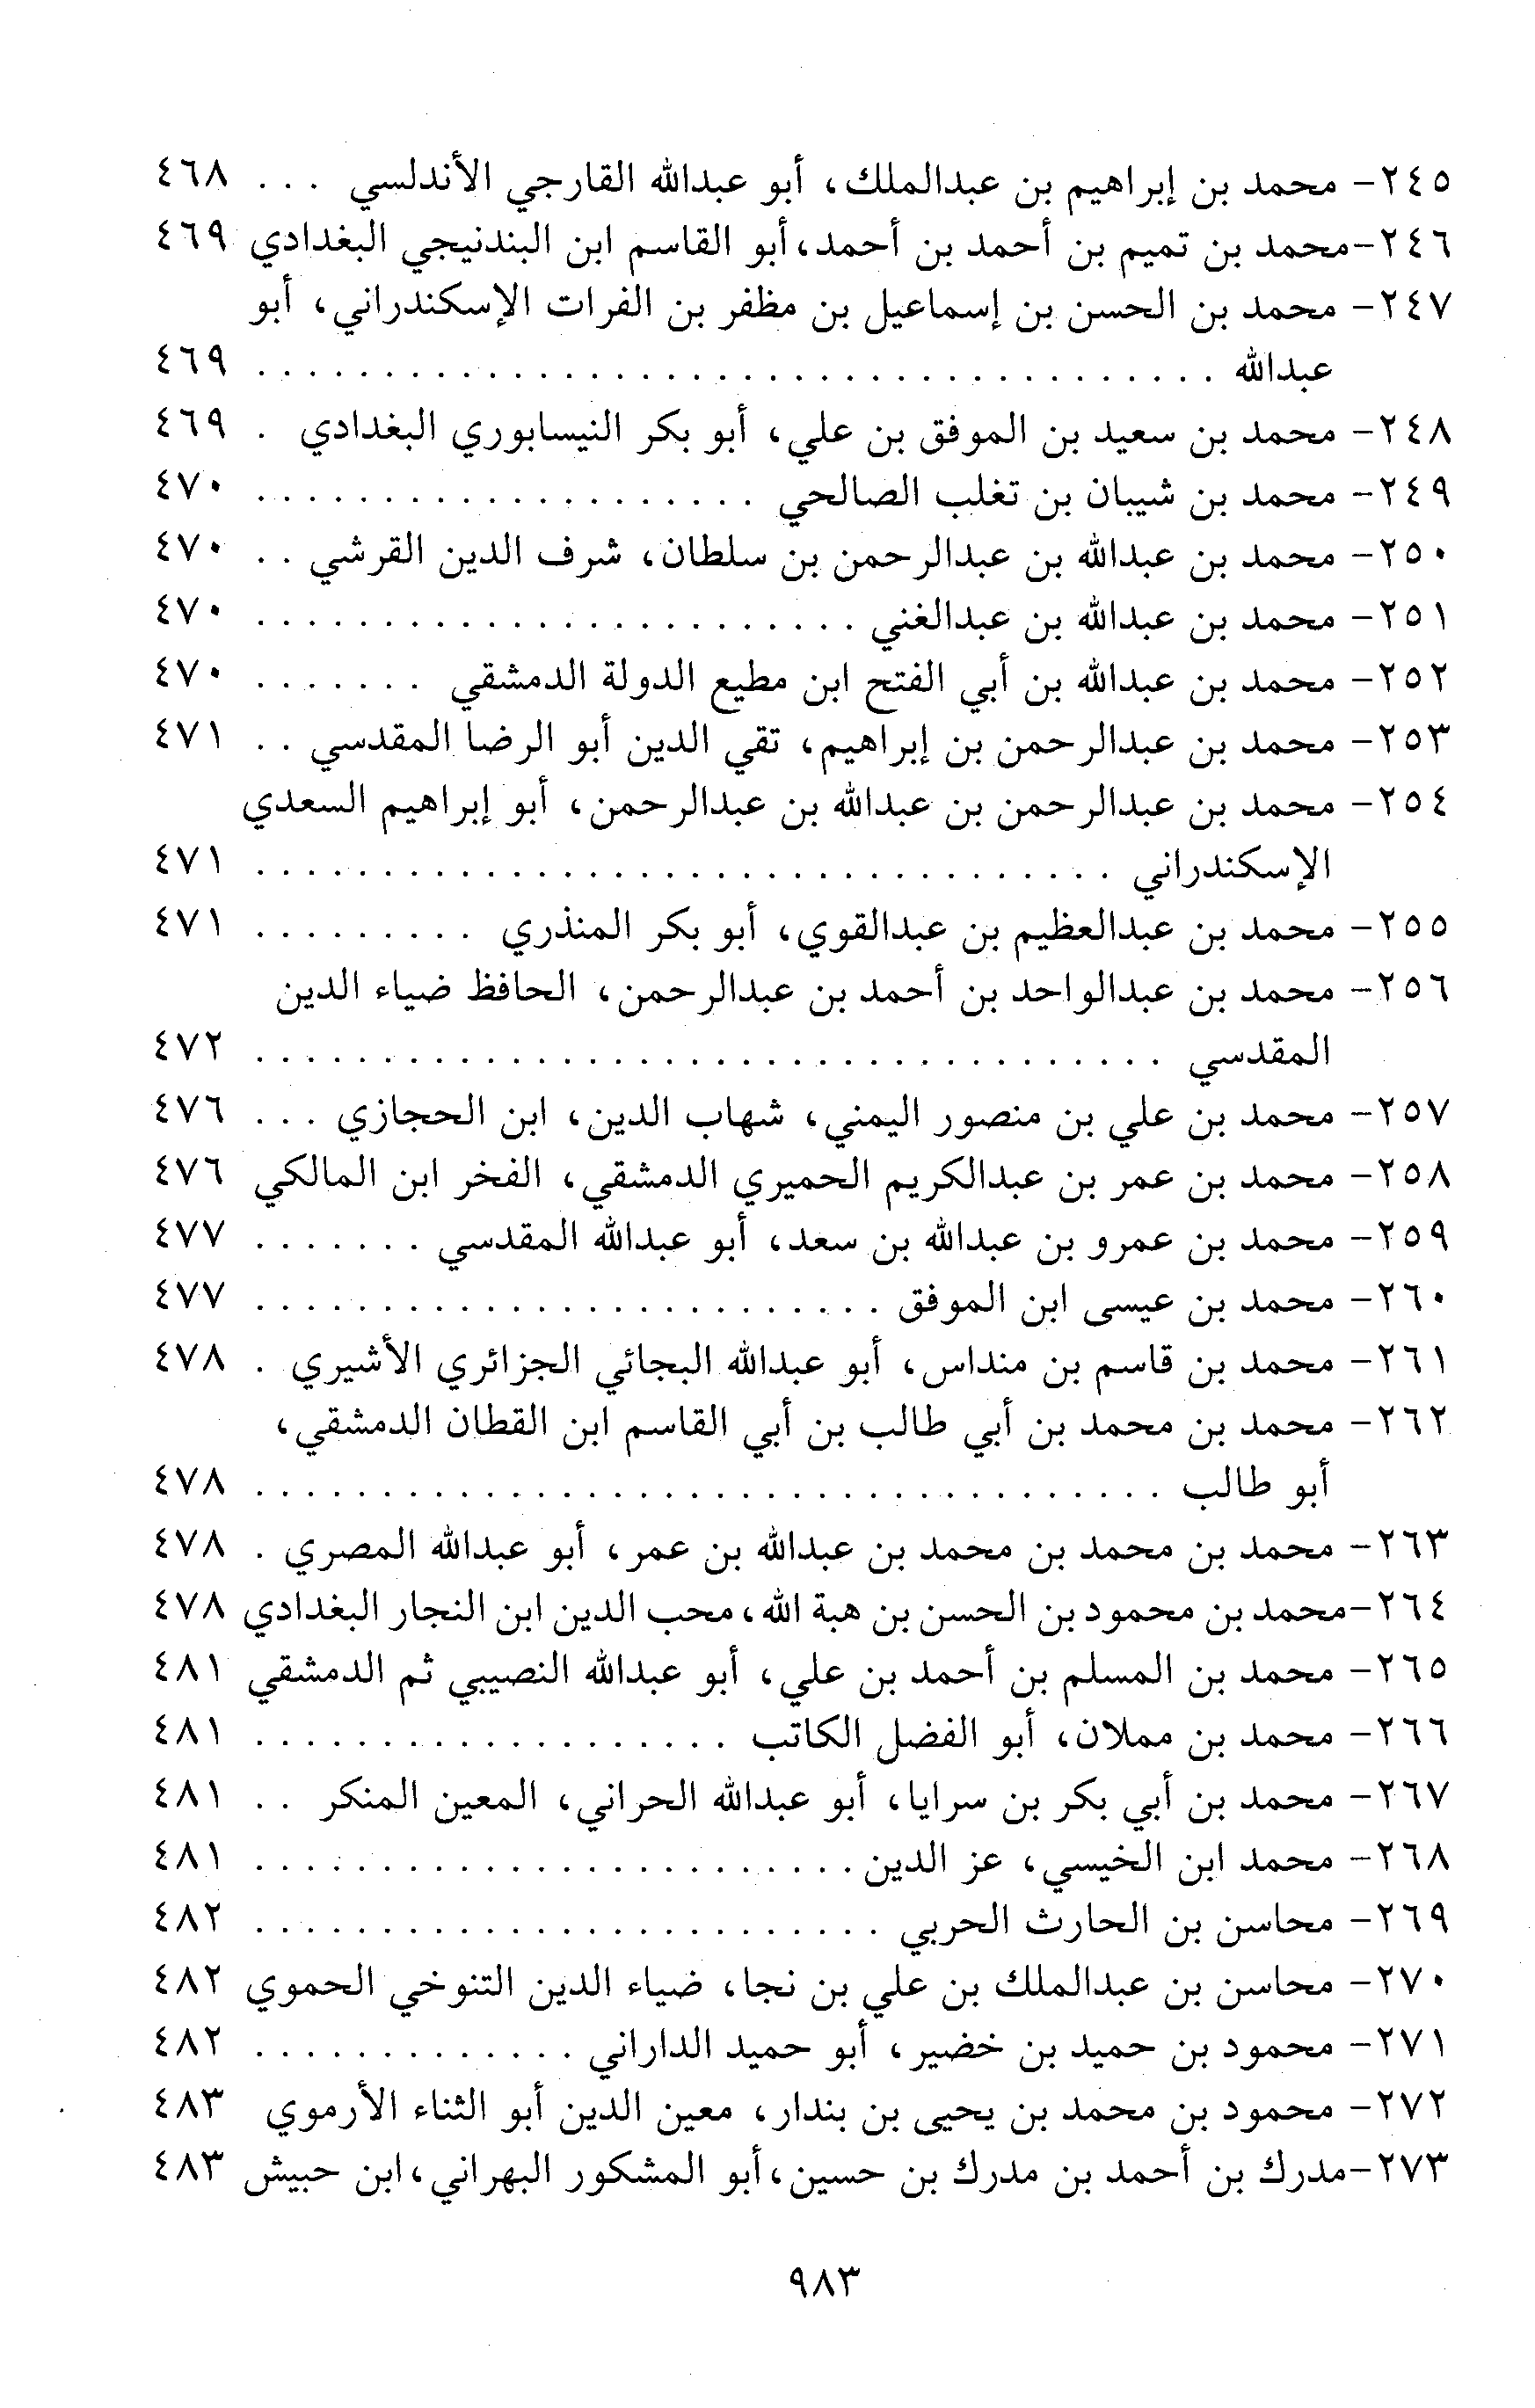 ٢٤٥- محمد بن إبراهيم بن عبدالملك، أبو عبدالله القارجي الأندلسي . . . ٤٦٨
٢٤٦-محمد بن تميم بن أحمد بن أحمد،أبو القاسم ابن البندنيجي البغدادي ٤٦٩
٢٤٧- محمد بن الحسن بن إسماعيل بن مظفر بن الفرات الإسكندراني، أبو
عبدالله . . . . . . . . . . . . . . . . . . . . . . . . . . . . . . . . . . . . . . ٤٦٩
٢٤٨- محمد بن سعيد بن الموفق بن علي، أبو بكر النيسابوري البغدادي . ٤٦٩
٢٤٩- محمد بن شيبان بن تغلب الصالحي . . . . . . . . . . . . . . . . . . . . ٤٧٠
٢٥٠- محمد بن عبدالله بن عبدالرحمن بن سلطان، شرف الدين القرشي . . ٤٧٠
٢٥١- محمد بن عبدالله بن عبدالغني . . . . . . . . . . . . . . . . . . . . . . . . ٤٧٠
٢٥٢- محمد بن عبدالله بن أبي الفتح ابن مطيع الدولة الدمشقي . . . . . . . ٤٧٠
٢٥٣- محمد بن عبدالرحمن بن إبراهيم، تقي الدين أبو الرضا المقدسي . . ٤٧١
٢٥٤- محمد بن عبدالرحمن بن عبدالله بن عبدالرحمن، أبو إبراهيم السعدي
الإسكندراني . . . . . . . . . . . . . . . . . . . . . . . . . . . . . . . . . . ٤٧١
٢٥٥- محمد بن عبدالعظيم بن عبدالقوي، أبو بكر المنذري . . . . . . . . . ٤٧١
٢٥٦- محمد بن عبدالواحد بن أحمد بن عبدالرحمن، الحافظ ضياء الدين
المقدسي . . . . . . . . . . . . . . . . . . . . . . . . . . . . . . . . . . . . ٤٧٢
٢٥٧- محمد بن علي بن منصور اليمني، شهاب الدين، ابن الحجازي . . . ٤٧٦
٢٥٨- محمد بن عمر بن عبدالكريم الحميري الدمشقي، الفخر ابن المالكي ٤٧٦
٢٥٩- محمد بن عمرو بن عبدالله بن سعد، أبو عبدالله المقدسي . . . . . . . ٤٧٧
٢٦٠- محمد بن عيسى ابن الموفق . . . . . . . . . . . . . . . . . . . . . . . . . ٤٧٧
٢٦١- محمد بن قاسم بن منداس، أبو عبدالله البجائي الجزائري الأشيري . ٤٧٨
٢٦٢- محمد بن محمد بن أبي طالب بن أبي القاسم ابن القطان الدمشقي،
أبو طالب . . . . . . . . . . . . . . . . . . . . . . . . . . . . . . . . . . . . ٤٧٨
٢٦٣- محمد بن محمد بن محمد بن عبدالله بن عمر، أبو عبدالله المصري . ٤٧٨
٢٦٤-محمد بن محمود بن الحسن بن هبة الله،محب الدين ابن النجار البغدادي ٤٧٨
٢٦٥- محمد بن المسلم بن أحمد بن علي، أبو عبدالله النصيبي ثم الدمشقي ٤٨١
٢٦٦- محمد بن مملان، أبو الفضل الكاتب . . . . . . . . . . . . . . . . . . . ٤٨١
٢٦٧- محمد بن أبي بكر بن سرايا، أبو عبدالله الحراني، المعين المنكر . . ٤٨١
٢٦٨- محمد ابن الخيسي، عز الدين . . . . . . . . . . . . . . . . . . . . . . . . ٤٨١
٢٦٩- محاسن بن الحارث الحربي . . . . . . . . . . . . . . . . . . . . . . . . . ٤٨٢
٢٧٠- محاسن بن عبدالملك بن علي بن نجا، ضياء الدين التنوخي الحموي ٤٨٢
٢٧١- محمود بن حميد بن خضير، أبو حميد الداراني . . . . . . . . . . . . . ٤٨٢
٢٧٢- محمود بن محمد بن يحيى بن بندار، معين الدين أبو الثناء الأرموي ٤٨٣
٢٧٣-مدرك بن أحمد بن مدرك بن حسين،أبو المشكور البهراني،ابن حبيش ٤٨٣
٩٨٣